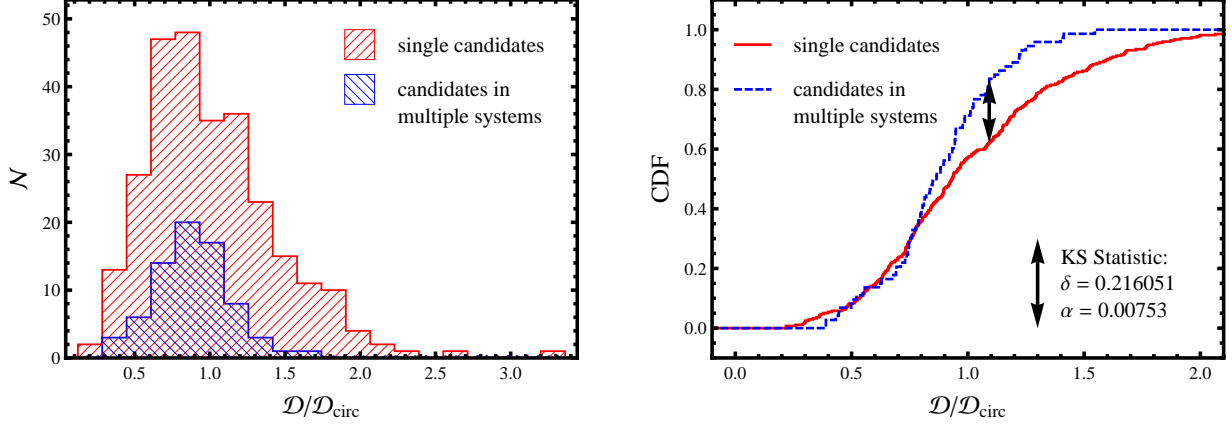 50
40
30
20
10
0
𝒩
single candidates
candidates in
multiple systems
0.5 1.0 1.5 2.0 2.5 3.0
𝒟/𝒟circ
1.0
0.8
0.6
0.4
0.2
0.0
CDF
single candidates
candidates in
multiple systems
KS Statistic:
δ = 0.216051
α = 0.00753
0.0 0.5 1.0 1.5 2.0
𝒟/𝒟circ